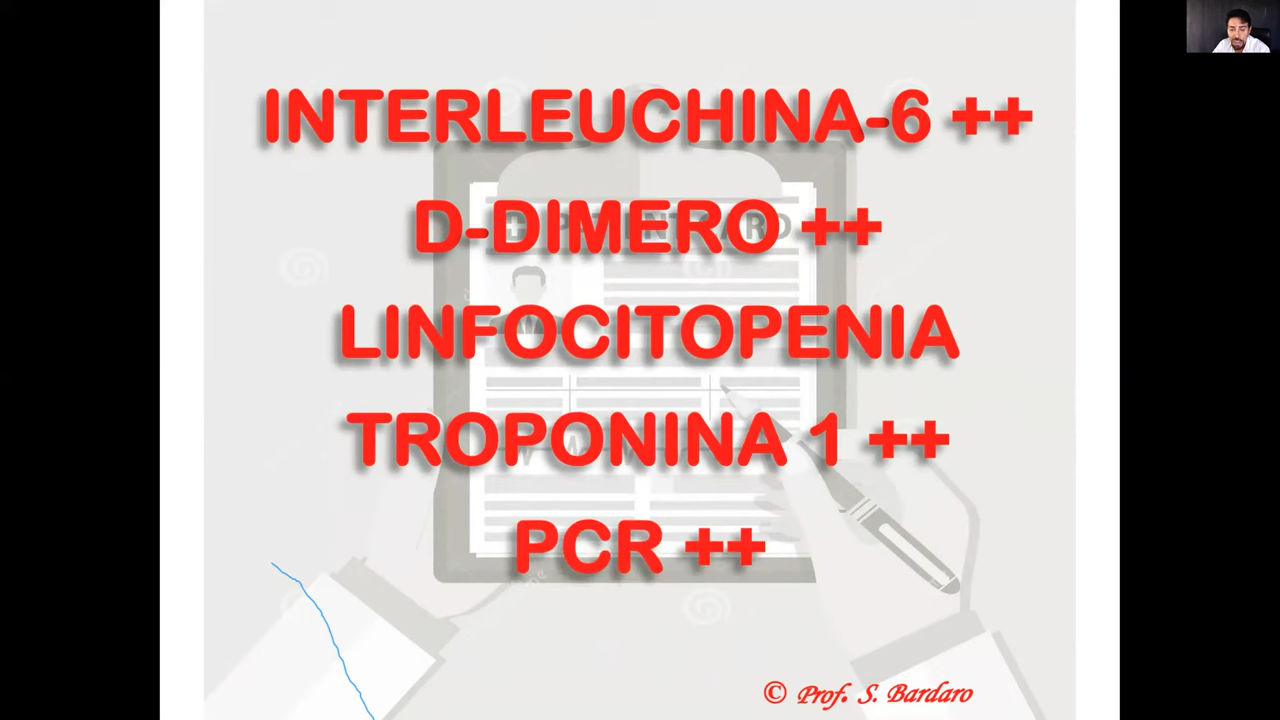 INTERLEUCHINA-6 ++
D-DIMERO ++
LINFOCITOPENIA
TROPONINA 1 ++
PCR ++
© Prof. S. Bardaro